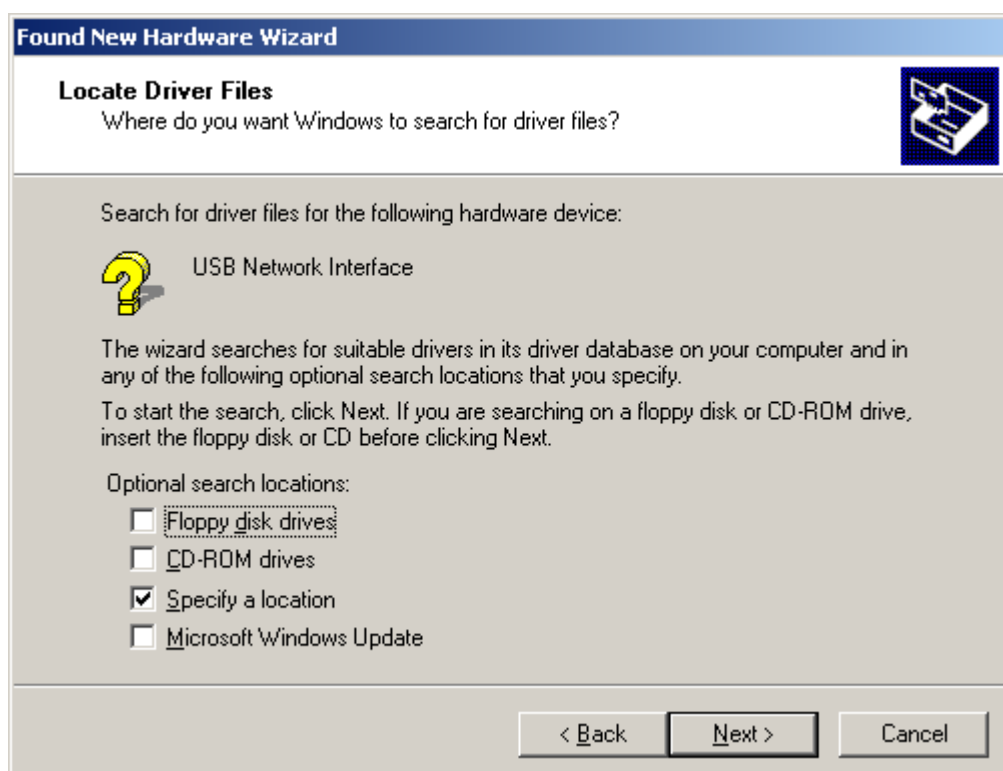 Found New Hardware Wizard
Locate Driver Files
Where do you want Windows to search for driver files?
Search for driver files for the following hardware device:
USB Network Interface
The wizard searches for suitable drivers in its driver database on your computer and in
any of the following optional search locations that you specify.
To start the search, click Next. If you are searching on a floppy disk or CD-ROM drive,
insert the floppy disk or CD before clicking Next.
Optional search locations:
Floppy disk drives
CD-ROM drives
Specify a location
Microsoft Windows Update
< Back Next > Cancel